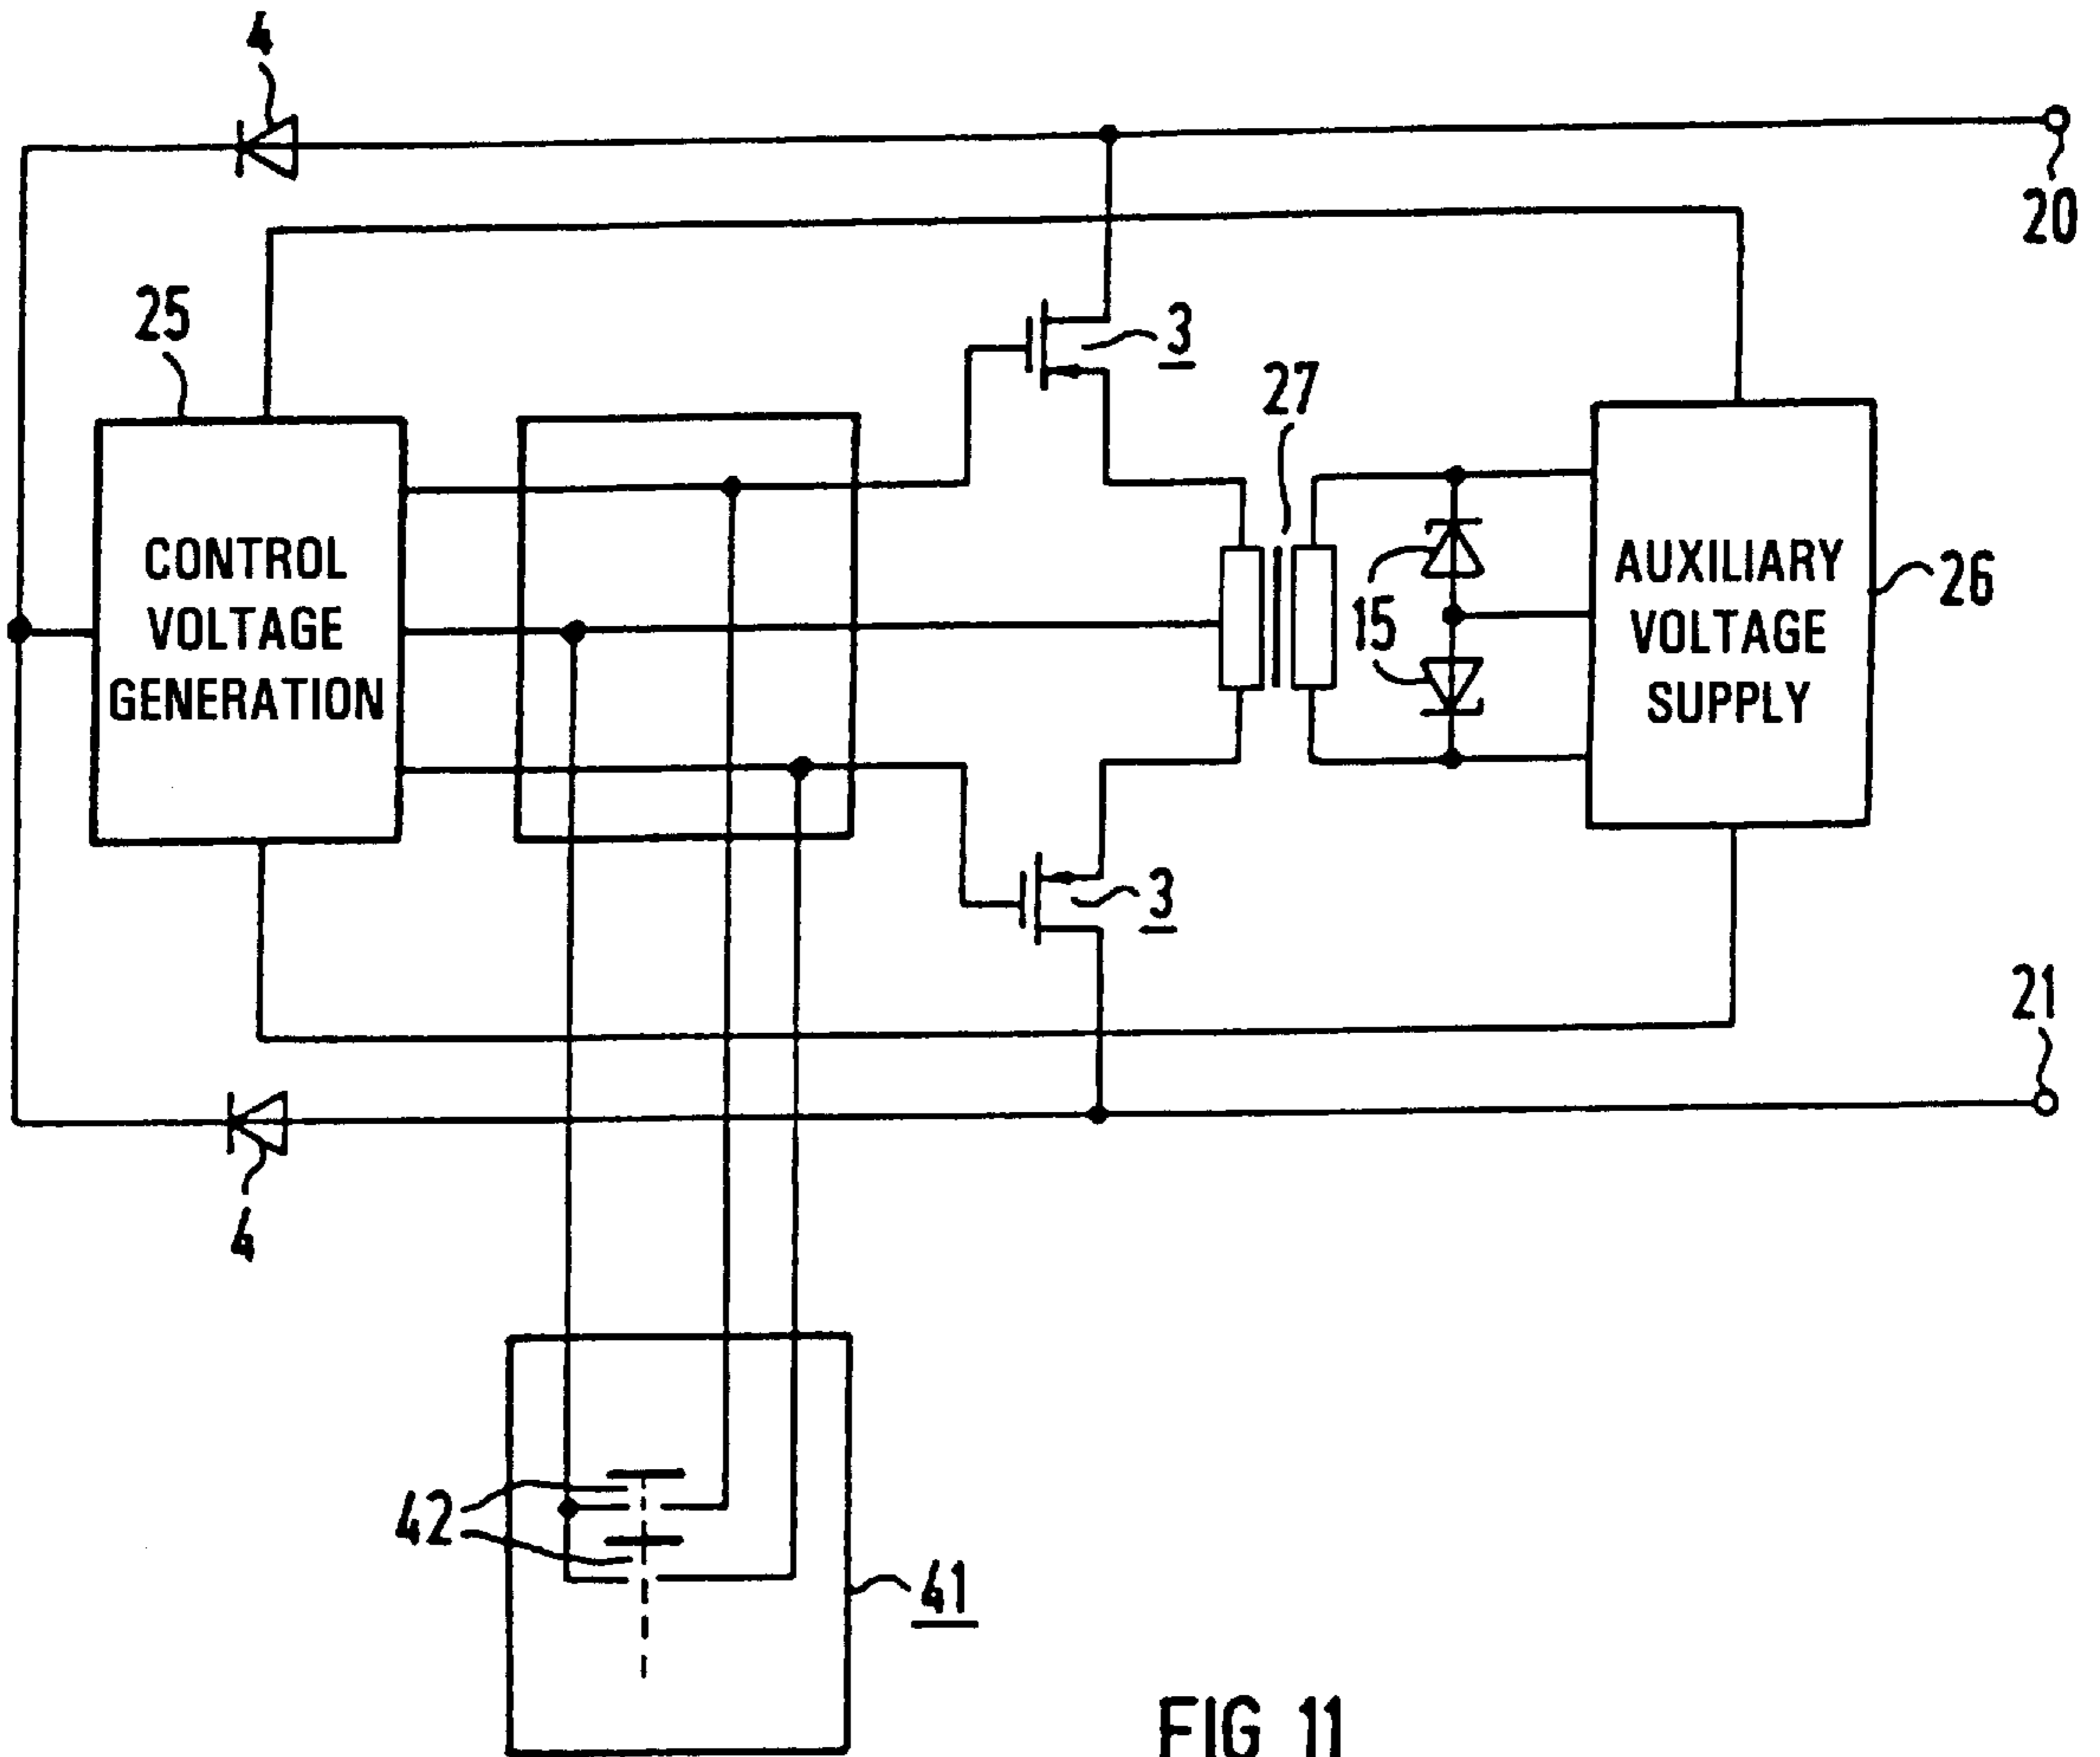 4
20
25
3
27
CONTROL
VOLTAGE
GENERATION
15
AUXILIARY
VOLTAGE
SUPPLY
26
3
21
4
42
41
FIG 11